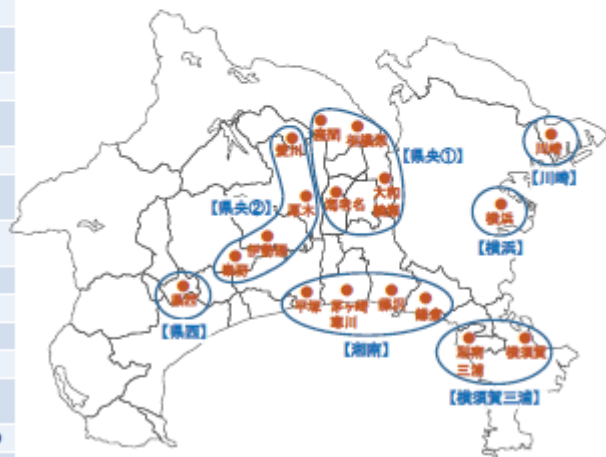 座間
相模原
愛川
【県央①】
川崎
【川崎】
海老名
大和
綾瀬
【県央②】
厚木
横浜
【横浜】
伊勢原
秦野
県西
【県西】
平塚
茅ヶ崎
寒川
藤沢
鎌倉
【湘南】
湘南
三浦
横須賀
【横須賀三浦】